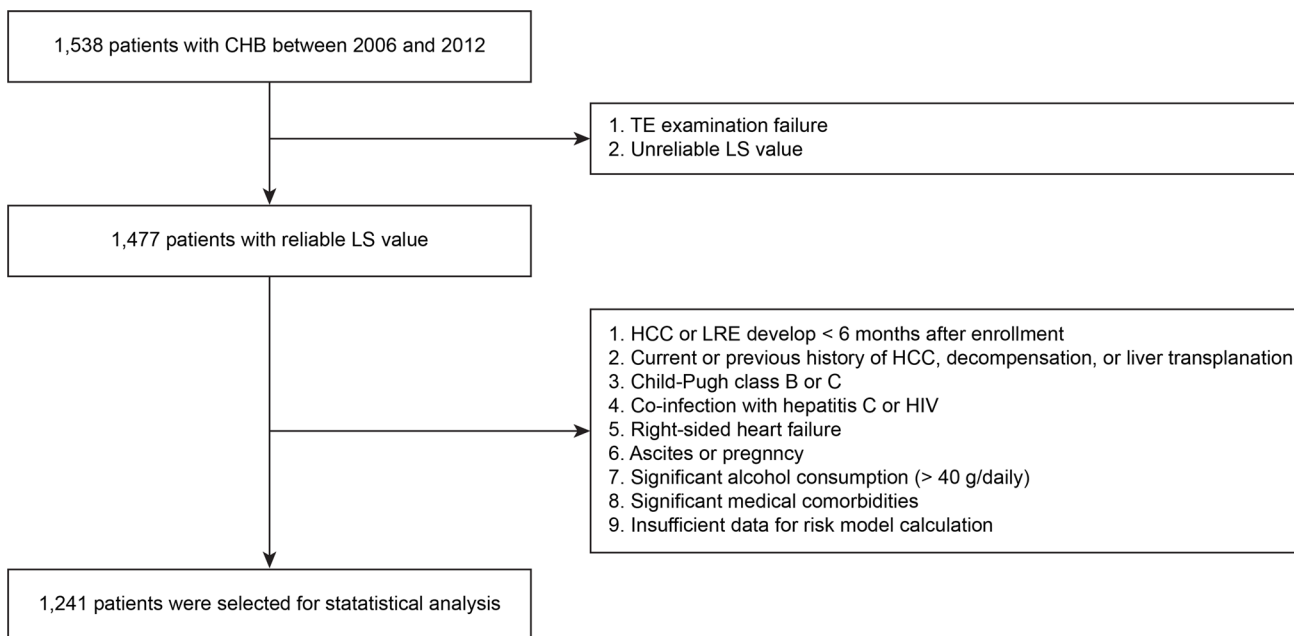 1,538 patients with CHB between 2006 and 2012
1. TE examination failure
2. Unreliable LS value
1,477 patients with reliable LS value
1. HCC or LRE develop < 6 months after enrollment
2. Current or previous history of HCC, decompensation, or liver transplanation
3. Child-Pugh class B or C
4. Co-infection with hepatitis C or HIV
5. Right-sided heart failure
6. Ascites or pregnncy
7. Significant alcohol consumption (> 40 g/daily)
8. Significant medical comorbidities
9. Insufficient data for risk model calculation
1,241 patients were selected for statatistical analysis